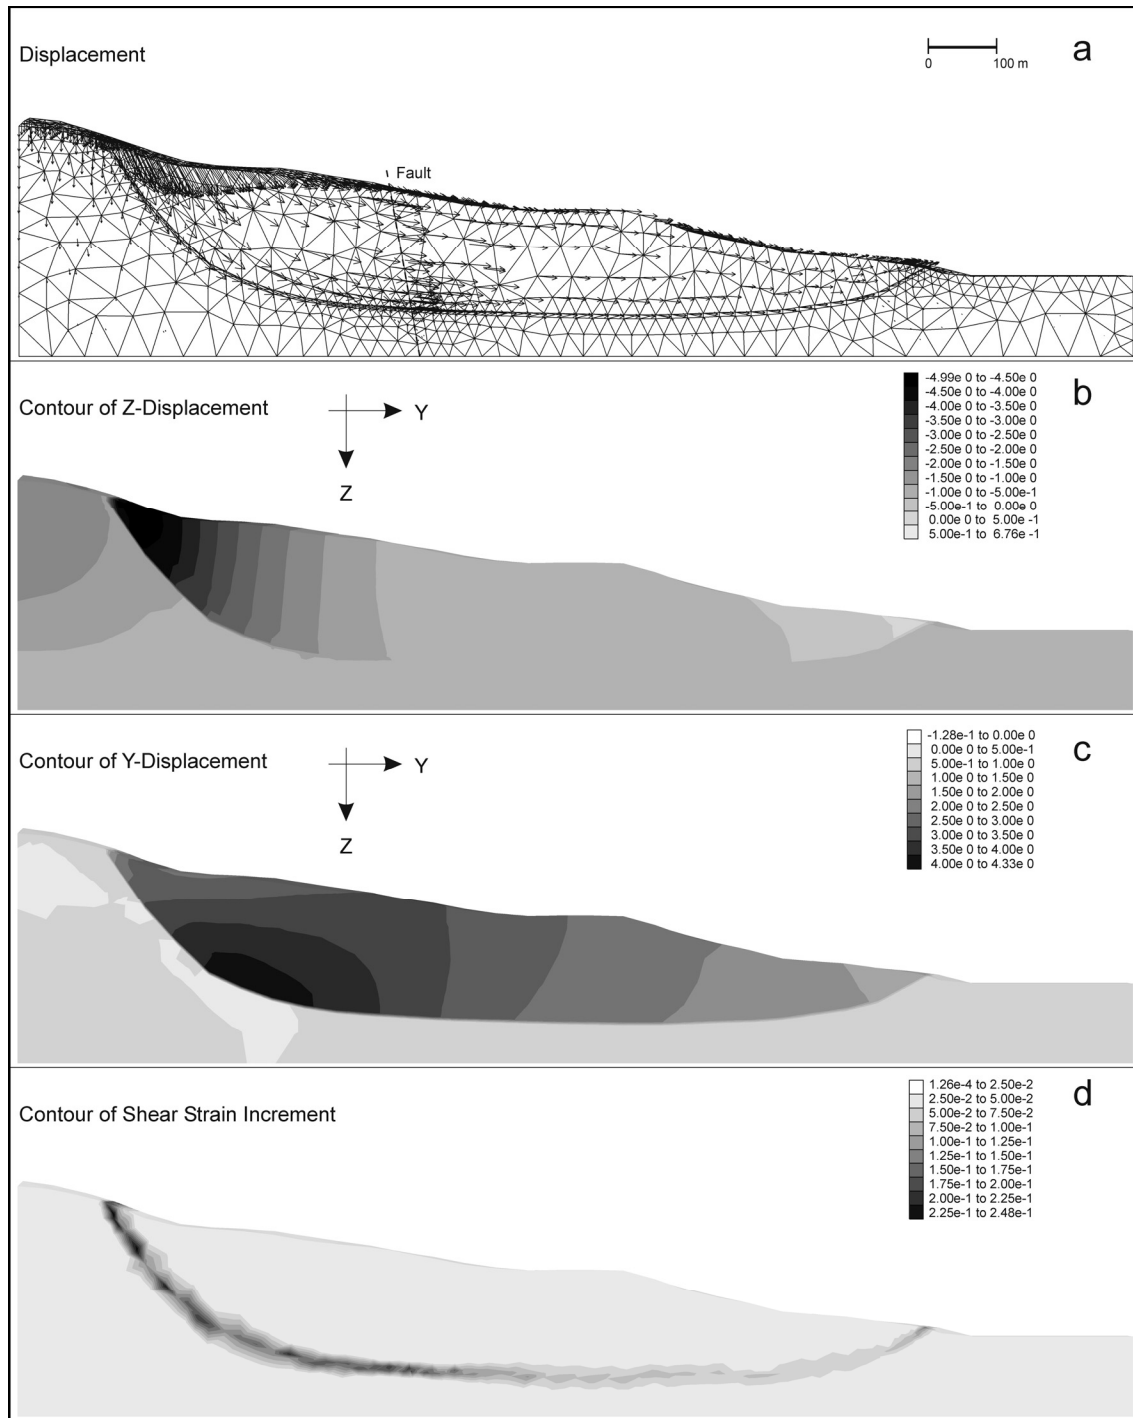 Displacement
a
0 100 m
Fault
Contour of Z-Displacement
Y
Z
b
-4.99e 0 to -4.50e 0
-4.50e 0 to -4.00e 0
-4.00e 0 to -3.50e 0
-3.50e 0 to -3.00e 0
-3.00e 0 to -2.50e 0
-2.50e 0 to -2.00e 0
-2.00e 0 to -1.50e 0
-1.50e 0 to -1.00e 0
-1.00e 0 to -5.00e-1
-5.00e-1 to 0.00e 0
0.00e 0 to 5.00e -1
5.00e-1 to 6.76e -1
Contour of Y-Displacement
Y
Z
c
-1.28e-1 to 0.00e 0
0.00e 0 to 5.00e-1
5.00e-1 to 1.00e 0
1.00e 0 to 1.50e 0
1.50e 0 to 2.00e 0
2.00e 0 to 2.50e 0
2.50e 0 to 3.00e 0
3.00e 0 to 3.50e 0
3.50e 0 to 4.00e 0
4.00e 0 to 4.33e 0
Contour of Shear Strain Increment
d
1.26e-4 to 2.50e-2
2.50e-2 to 5.00e-2
5.00e-2 to 7.50e-2
7.50e-2 to 1.00e-1
1.00e-1 to 1.25e-1
1.25e-1 to 1.50e-1
1.50e-1 to 1.75e-1
1.75e-1 to 2.00e-1
2.00e-1 to 2.25e-1
2.25e-1 to 2.48e-1